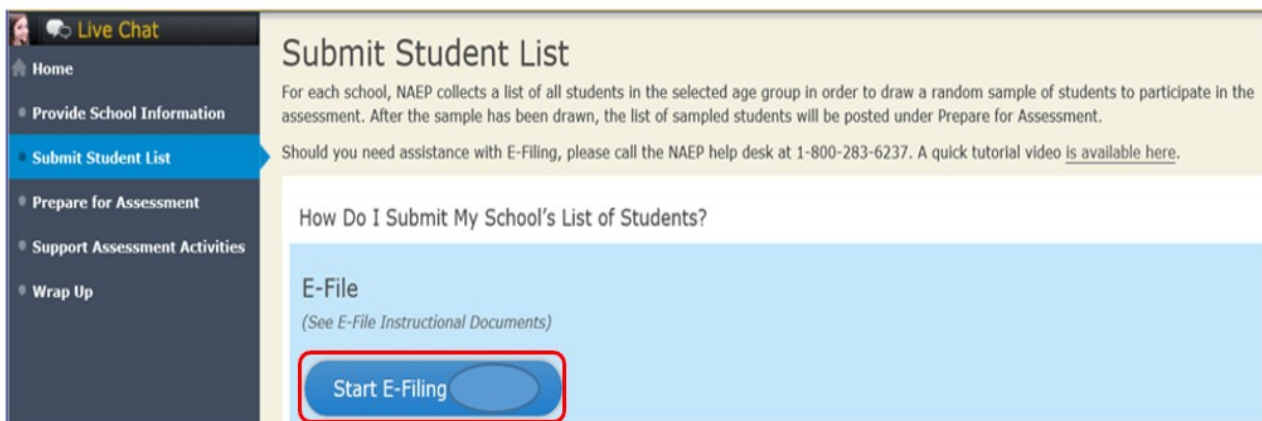 Live Chat
Home
Provide School Information
Submit Student List
Prepare for Assessment
Support Assessment Activities
Wrap Up
Submit Student List
For each school, NAEP collects a list of all students in the selected age group in order to draw a random sample of students to participate in the
assessment. After the sample has been drawn, the list of sampled students will be posted under Prepare for Assessment.
Should you need assistance with E-Filing, please call the NAEP help desk at 1-800-283-6237. A quick tutorial video is available here.
How Do I Submit My School's List of Students?
E-File
(See E-File Instructional Documents)
Start E-Filing